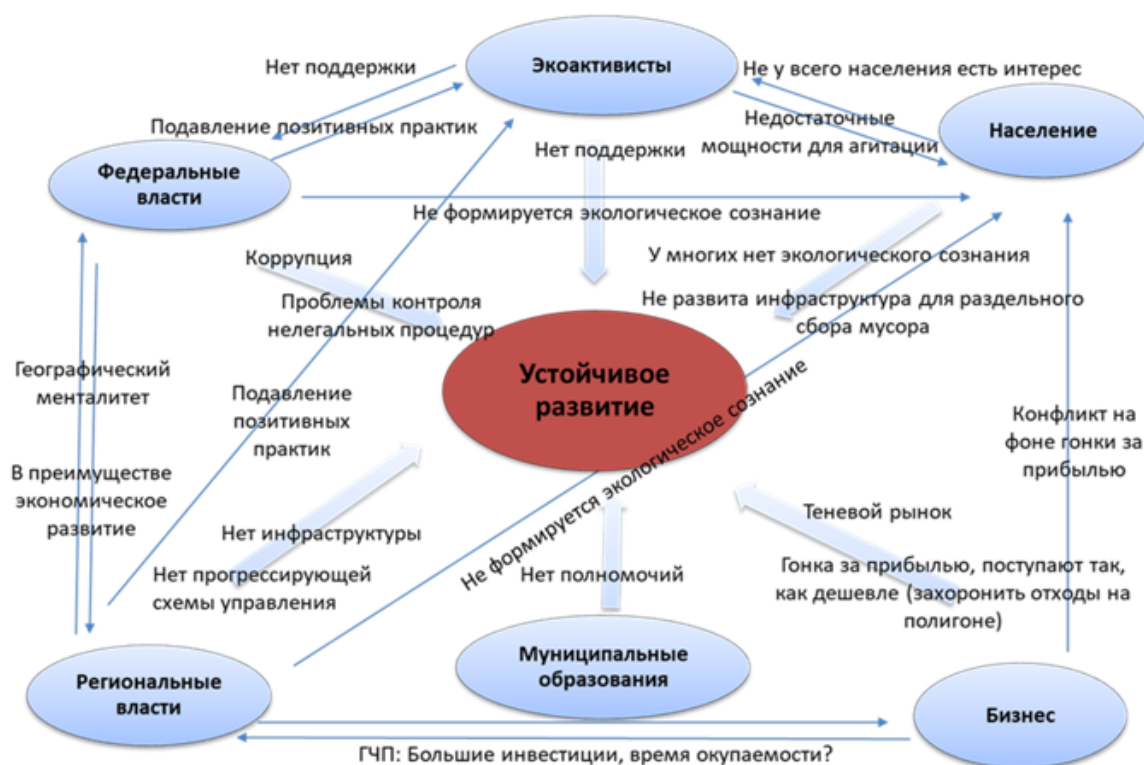 Экоактивисты
Нет поддержки
Не у всего населения есть интерес
Подавление позитивных практик
Недостаточные
мощности для агитации
Население
Федеральные
власти
Нет поддержки
Не формируется экологическое сознание
Коррупция
У многих нет экологического сознания
Проблемы контроля
нелегальных процедур
Не развита инфраструктура для раздельного
сбора мусора
Устойчивое
развитие
Географический
менталитет
Подавление
позитивных
практик
Не формируется экологическое сознание
Конфликт на
фоне гонки за
прибылью
В преимуществе
экономическое
развитие
Нет инфраструктуры
Теневой рынок
Нет прогрессирующей
схемы управления
Нет полномочий
Гонка за прибылью, поступают так,
как дешевле (захоронить отходы на
полигоне)
Региональные
власти
Муниципальные
образования
Бизнес
ГЧП: Большие инвестиции, время окупаемости?